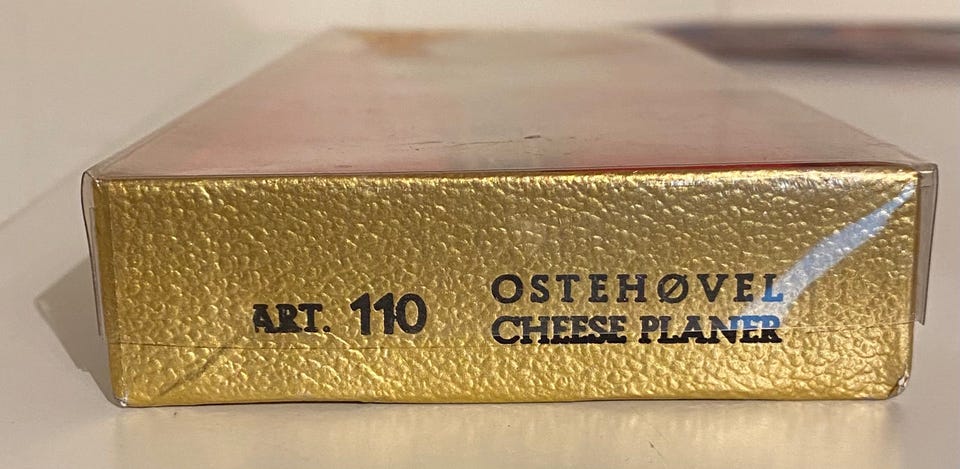 ART. 110
OSTEHØVEL
CHEESE PLANER